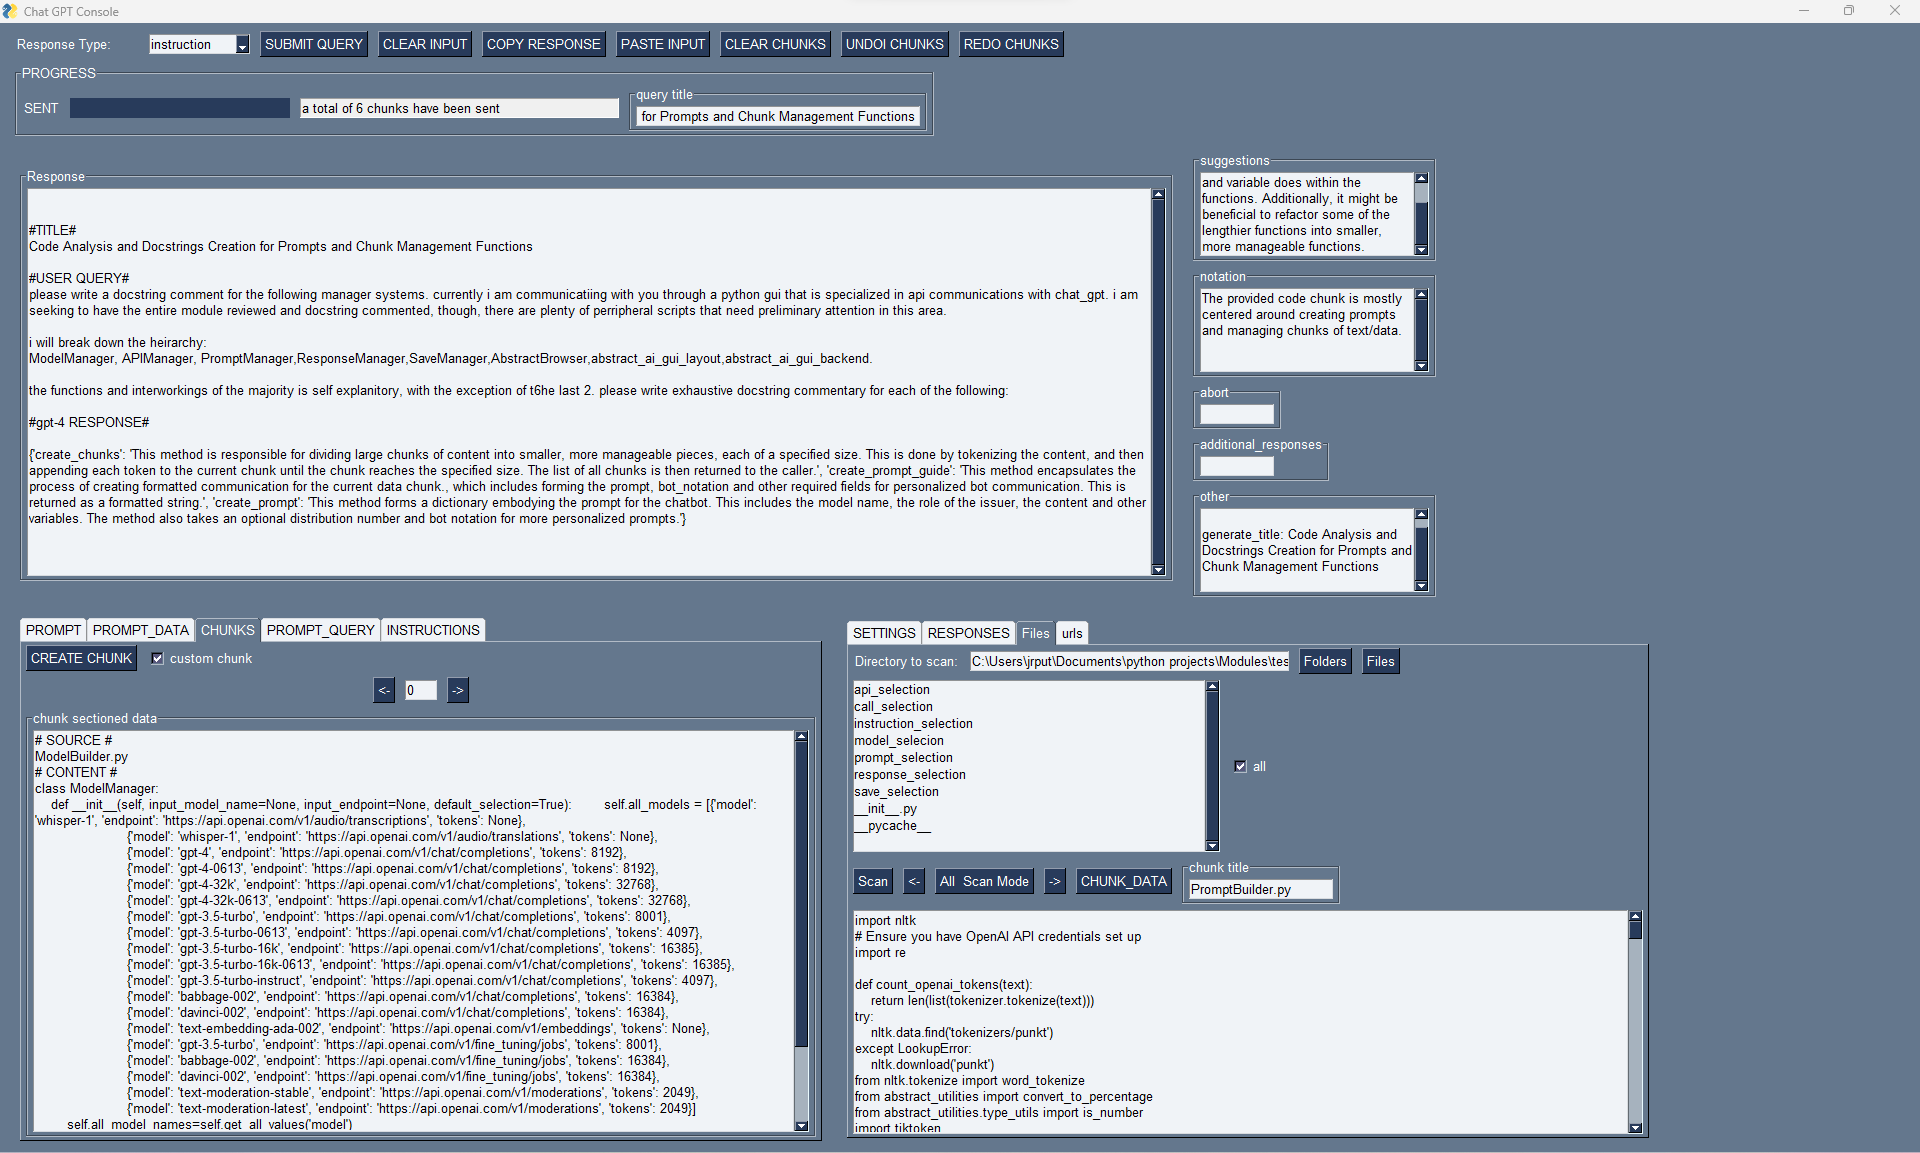 Chat GPT Console
Response Type: instruction SUBMIT QUERY CLEAR INPUT COPY RESPONSE PASTE INPUT CLEAR CHUNKS UNDOI CHUNKS REDO CHUNKS
PROGRESS
SENT a total of 6 chunks have been sent
query title
for Prompts and Chunk Management Functions
Response
#TITLE#
Code Analysis and Docstrings Creation for Prompts and Chunk Management Functions
#USER QUERY#
please write a docstring comment for the following manager systems. currently i am communicatiing with you through a python gui that is specialized in api communications with chat_gpt. i am
seeking to have the entire module reviewed and docstring commented, though, there are plenty of perripheral scripts that need preliminary attention in this area.
i will break down the heirarchy:
ModelManager, APIManager, PromptManager,ResponseManager,SaveManager,AbstractBrowser,abstract_ai_gui_layout,abstract_ai_gui_backend.
the functions and interworkings of the majority is self explanitory, with the exception of t6he last 2. please write exhaustive docstring commentary for each of the following:
#gpt-4 RESPONSE#
{'create_chunks': 'This method is responsible for dividing large chunks of content into smaller, more manageable pieces, each of a specified size. This is done by tokenizing the content, and then
appending each token to the current chunk until the chunk reaches the specified size. The list of all chunks is then returned to the caller.', 'create_prompt_guide': 'This method encapsulates the
process of creating formatted communication for the current data chunk., which includes forming the prompt, bot_notation and other required fields for personalized bot communication. This is
returned as a formatted string.', 'create_prompt': 'This method forms a dictionary embodying the prompt for the chatbot. This includes the model name, the role of the issuer, the content and other
variables. The method also takes an optional distribution number and bot notation for more personalized prompts.'}
suggestions
and variable does within the
functions. Additionally, it might be
beneficial to refactor some of the
lengthier functions into smaller,
more manageable functions.
notation
The provided code chunk is mostly
centered around creating prompts
and managing chunks of text/data.
abort
additional_responses
other
generate_title: Code Analysis and
Docstrings Creation for Prompts and
Chunk Management Functions
PROMPT PROMPT_DATA CHUNKS PROMPT_QUERY INSTRUCTIONS
CREATE CHUNK custom chunk
<- 0 ->
chunk sectioned data
# SOURCE #
ModelBuilder.py
# CONTENT #
class ModelManager:
def __init__(self, input_model_name=None, input_endpoint=None, default_selection=True): self.all_models = [{'model':
'whisper-1', 'endpoint': 'https://api.openai.com/v1/audio/transcriptions', 'tokens': None},
{'model': 'whisper-1', 'endpoint': 'https://api.openai.com/v1/audio/translations', 'tokens': None},
{'model': 'gpt-4', 'endpoint': 'https://api.openai.com/v1/chat/completions', 'tokens': 8192},
{'model': 'gpt-4-0613', 'endpoint': 'https://api.openai.com/v1/chat/completions', 'tokens': 8192},
{'model': 'gpt-4-32k', 'endpoint': 'https://api.openai.com/v1/chat/completions', 'tokens': 32768},
{'model': 'gpt-4-32k-0613', 'endpoint': 'https://api.openai.com/v1/chat/completions', 'tokens': 32768},
{'model': 'gpt-3.5-turbo', 'endpoint': 'https://api.openai.com/v1/chat/completions', 'tokens': 8001},
{'model': 'gpt-3.5-turbo-0613', 'endpoint': 'https://api.openai.com/v1/chat/completions', 'tokens': 4097},
{'model': 'gpt-3.5-turbo-16k', 'endpoint': 'https://api.openai.com/v1/chat/completions', 'tokens': 16385},
{'model': 'gpt-3.5-turbo-16k-0613', 'endpoint': 'https://api.openai.com/v1/chat/completions', 'tokens': 16385},
{'model': 'gpt-3.5-turbo-instruct', 'endpoint': 'https://api.openai.com/v1/chat/completions', 'tokens': 4097},
{'model': 'babbage-002', 'endpoint': 'https://api.openai.com/v1/chat/completions', 'tokens': 16384},
{'model': 'davinci-002', 'endpoint': 'https://api.openai.com/v1/chat/completions', 'tokens': 16384},
{'model': 'text-embedding-ada-002', 'endpoint': 'https://api.openai.com/v1/embeddings', 'tokens': None},
{'model': 'gpt-3.5-turbo', 'endpoint': 'https://api.openai.com/v1/fine_tuning/jobs', 'tokens': 8001},
{'model': 'babbage-002', 'endpoint': 'https://api.openai.com/v1/fine_tuning/jobs', 'tokens': 16384},
{'model': 'davinci-002', 'endpoint': 'https://api.openai.com/v1/fine_tuning/jobs', 'tokens': 16384},
{'model': 'text-moderation-stable', 'endpoint': 'https://api.openai.com/v1/moderations', 'tokens': 2049},
{'model': 'text-moderation-latest', 'endpoint': 'https://api.openai.com/v1/moderations', 'tokens': 2049}]
self.all_model_names=self.get_all_values('model')
SETTINGS RESPONSES Files urls
Directory to scan: C:\Users\jrput\Documents\python projects\Modules\tes Folders Files
api_selection
call_selection
instruction_selection
model_selecion
prompt_selection
response_selection
save_selection
__init__.py
__pycache__
all
Scan <- All Scan Mode -> CHUNK_DATA
chunk title
PromptBuilder.py
import nltk
# Ensure you have OpenAI API credentials set up
import re
def count_openai_tokens(text):
return len(list(tokenizer.tokenize(text)))
try:
nltk.data.find('tokenizers/punkt')
except LookupError:
nltk.download('punkt')
from nltk.tokenize import word_tokenize
from abstract_utilities import convert_to_percentage
from abstract_utilities.type_utils import is_number
import tiktoken